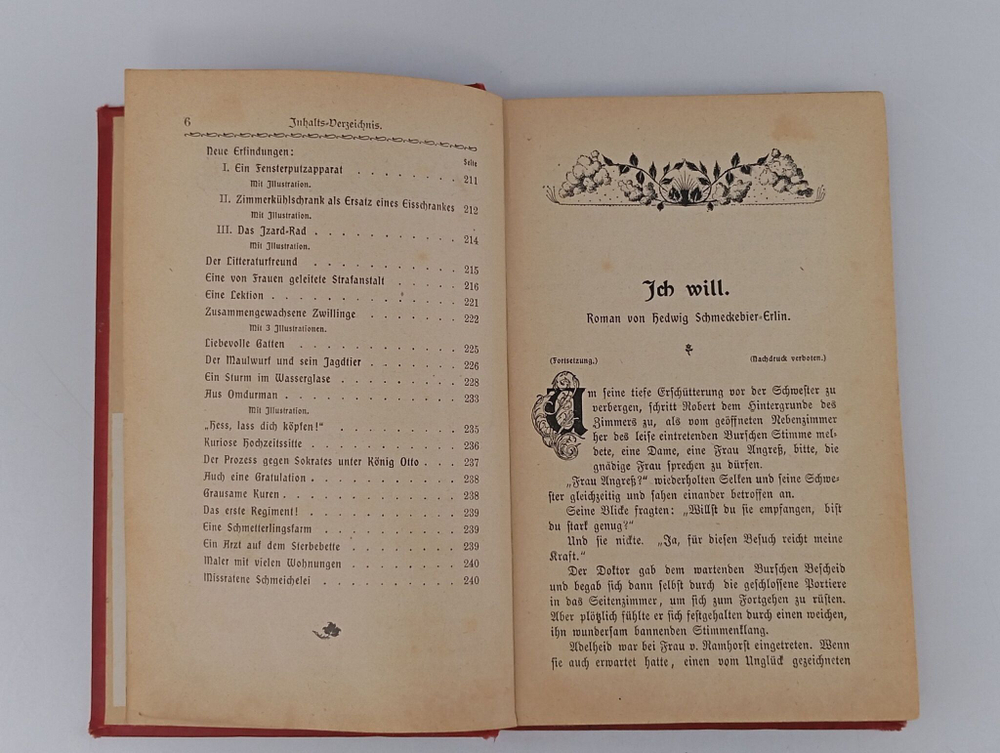 6 Inhalts-Verzeichnis.
Seite
Neue Erfindungen:
I. Ein Fensterputzapparat . . . . . . . . 211
Mit Illustration.
II. Zimmerkühlschrank als Ersatz eines Eisschrankes 212
Mit Illustration.
III. Das Izard-Rad . . . . . . . . . . 214
Mit Illustration.
Der Litteraturfreund . . . . . . . . . . 215
Eine von Frauen geleitete Strafanstalt . . . . . 216
Eine Lektion . . . . . . . . . . . . . 221
Zusammengewachsene Zwillinge . . . . . . . 222
Mit 3 Illustrationen.
Liebevolle Gatten . . . . . . . . . . . 225
Der Maulwurf und sein Jagdtier . . . . . . . 226
Ein Sturm im Wasserglase . . . . . . . . 228
Aus Omdurman . . . . . . . . . . . . 233
Mit Illustration.
„Hess, lass dich köpfen!“ . . . . . . . . 235
Kuriose Hochzeitssitte . . . . . . . . . . 236
Der Prozess gegen Sokrates unter König Otto . . . 237
Auch eine Gratulation . . . . . . . . . . 238
Grausame Kuren . . . . . . . . . . . . 238
Das erste Regiment! . . . . . . . . . . 239
Eine Schmetterlingsfarm . . . . . . . . . 239
Ein Arzt auf dem Sterbebette . . . . . . . 239
Maler mit vielen Wohnungen . . . . . . . . 240
Missratene Schmeichelei . . . . . . . . . 240
Ich will.
Roman von Hedwig Schmeckebier-Erlin.
(Fortsetzung.) (Nachdruck verboten.)
Um seine tiefe Erschütterung vor der Schwester zu
verbergen, schritt Robert dem Hintergrunde des
Zimmers zu, als vom geöffneten Nebenzimmer
her des leise eintretenden Burschen Stimme mel-
dete, eine Dame, eine Frau Angreß, bitte, die
gnädige Frau sprechen zu dürfen.
„Frau Angreß?“ wiederholten Selken und seine Schwe-
ster gleichzeitig und sahen einander betroffen an.
Seine Blicke fragten: „Willst du sie empfangen, bist
du stark genug?“
Und sie nickte. „Ja, für diesen Besuch reicht meine
Kraft.“
Der Doktor gab dem wartenden Burschen Bescheid
und begab sich dann selbst durch die geschlossene Portiere
in das Seitenzimmer, um sich zum Fortgehen zu rüsten.
Aber plötzlich fühlte er sich festgehalten durch einen weichen,
ihn wundersam bannenden Stimmenklang.
Adelheid war bei Frau v. Ramhorst eingetreten. Wenn
sie auch erwartet hatte, einen vom Unglück gezeichneten